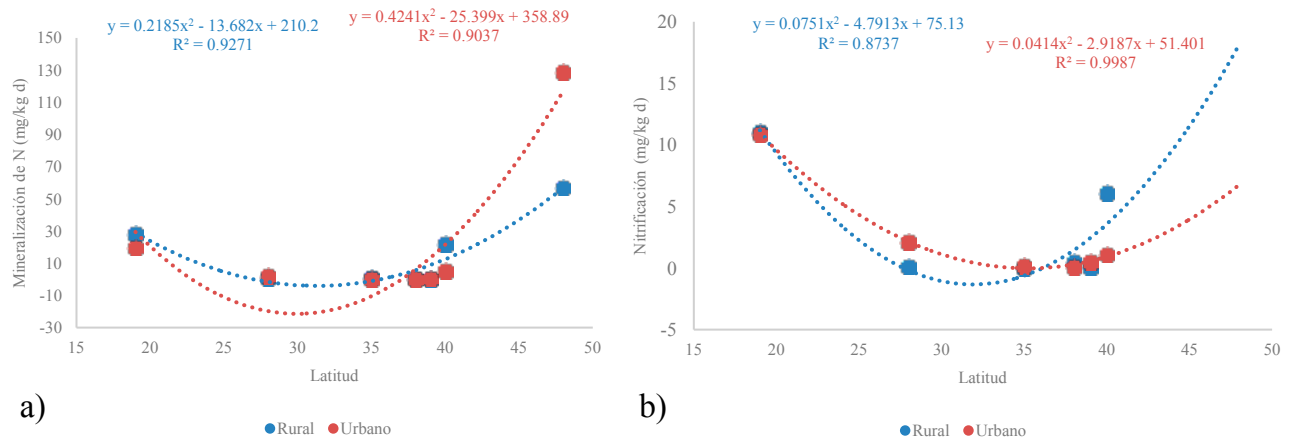 y = 0.2185x² - 13.682x + 210.2
R² = 0.9271
y = 0.4241x² - 25.399x + 358.89
R² = 0.9037
Mineralización de N (mg/kg d)
150
130
110
90
70
50
30
10
-10
-30
15 20 25 30 35 40 45 50
Latitud
a)
Rural Urbano
y = 0.0751x² - 4.7913x + 75.13
R² = 0.8737
y = 0.0414x² - 2.9187x + 51.401
R² = 0.9987
Nitrificación (mg/kg d)
20
15
10
5
0
-5
15 20 25 30 35 40 45 50
Latitud
b)
Rural Urbano